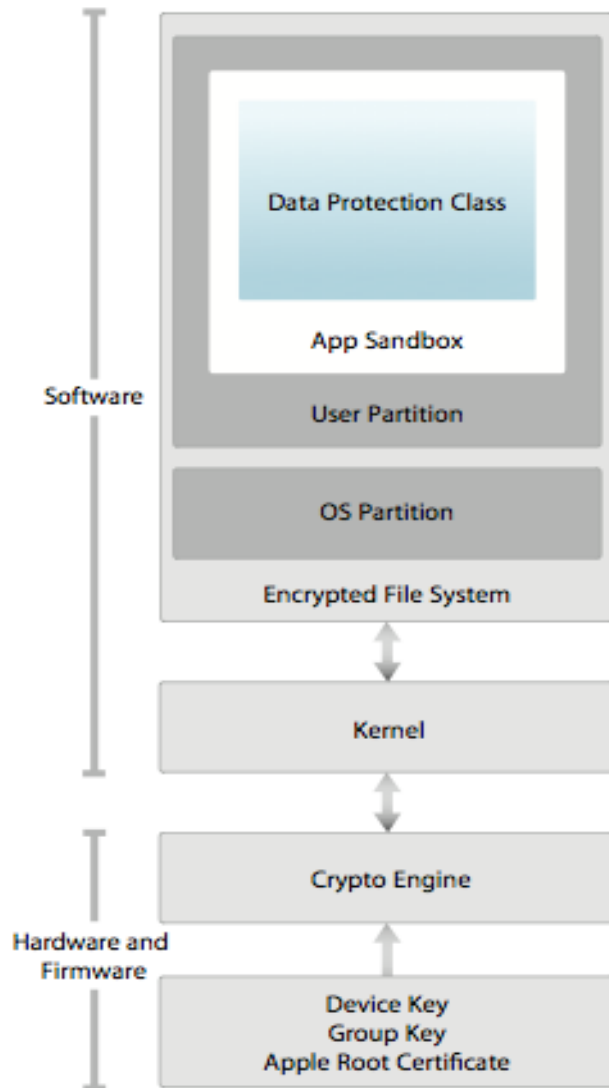 Data Protection Class
App Sandbox
Software
User Partition
OS Partition
Encrypted File System
Kernel
Crypto Engine
Hardware and
Firmware
Device Key
Group Key
Apple Root Certificate